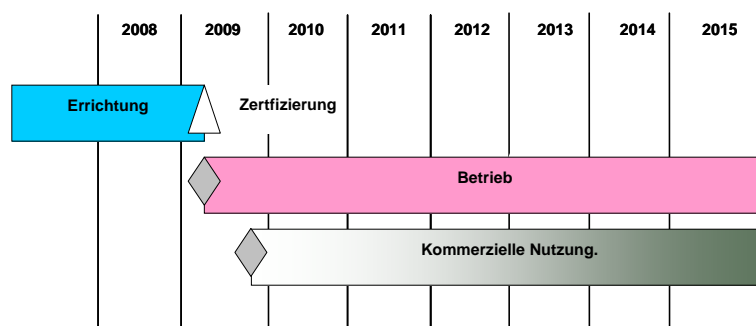 2008 2009 2010 2011 2012 2013 2014 2015
Errichtung Zertfizierung
Betrieb
Kommerzielle Nutzung.